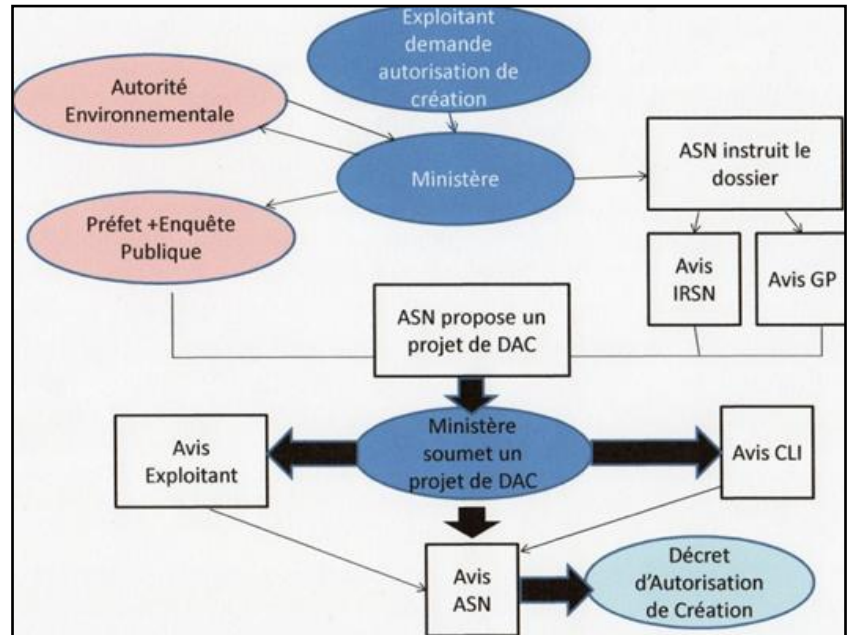 Exploitant
demande
autorisation de
création
Autorité
Environnementale
Ministère
ASN instruit le
dossier
Préfet +Enquête
Publique
Avis
IRSN
Avis GP
ASN propose un
projet de DAC
Avis
Exploitant
Ministère
soumet un
projet de DAC
Avis CLI
Avis
ASN
Décret
d'Autorisation
de Création